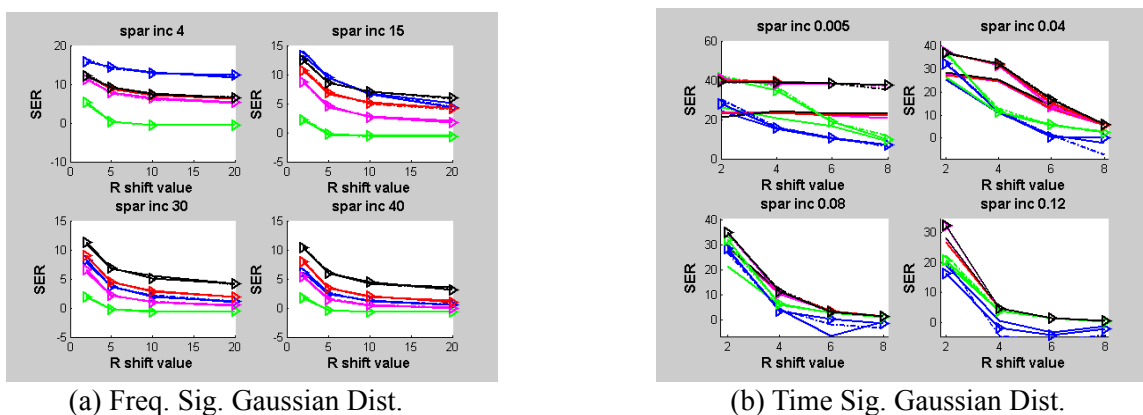 spar inc 4
20
10
0
-10
SER
0 5 10 15 20
R shift value
spar inc 15
15
10
5
0
-5
SER
0 5 10 15 20
R shift value
spar inc 30
15
10
5
0
-5
SER
0 5 10 15 20
R shift value
spar inc 40
15
10
5
0
-5
SER
0 5 10 15 20
R shift value
(a) Freq. Sig. Gaussian Dist.
spar inc 0.005
60
40
20
0
SER
2 4 6 8
R shift value
spar inc 0.04
40
30
20
10
0
SER
2 4 6 8
R shift value
spar inc 0.08
40
30
20
10
0
SER
2 4 6 8
R shift value
spar inc 0.12
30
20
10
0
SER
2 4 6 8
R shift value
(b) Time Sig. Gaussian Dist.